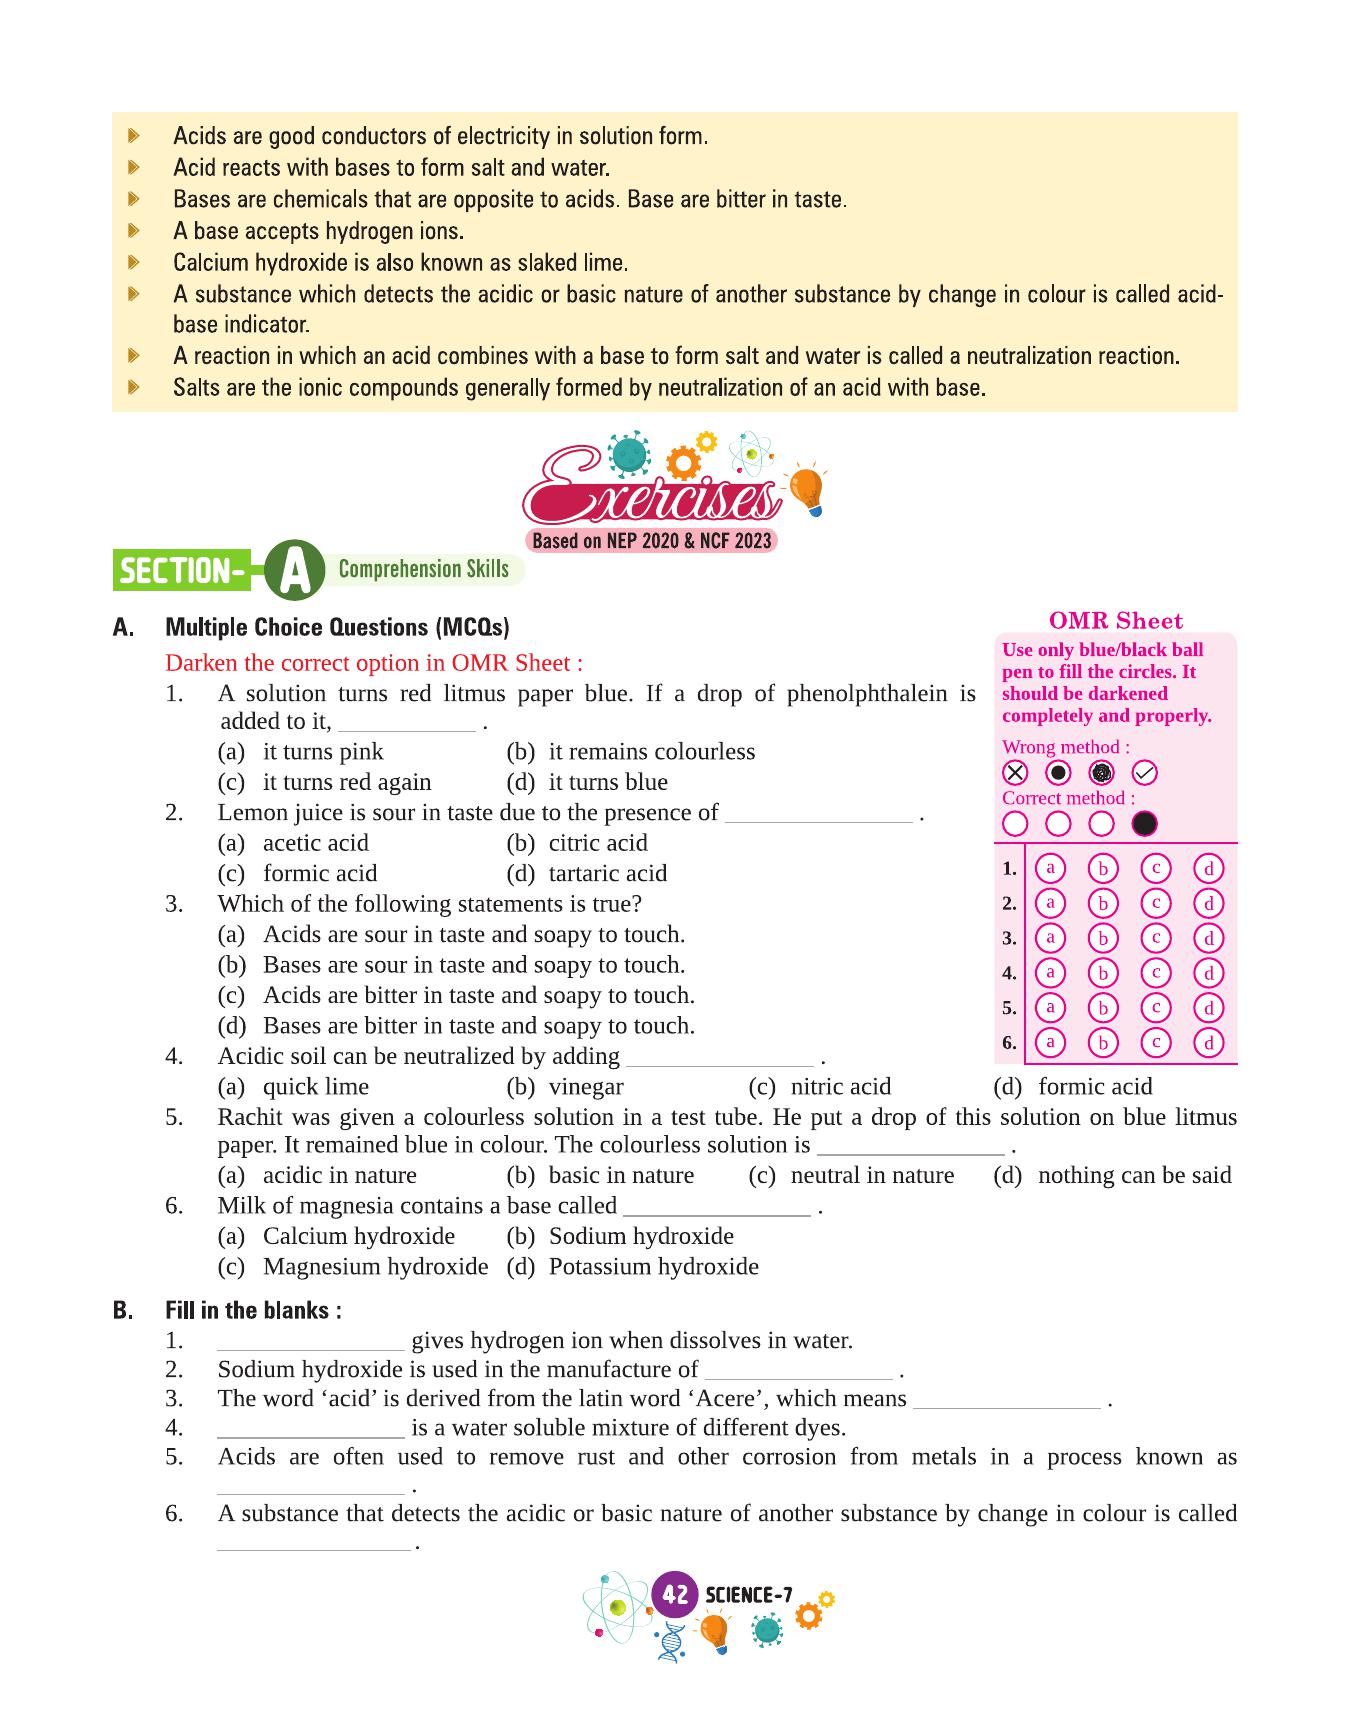 Acids are good conductors of electricity in solution form.
Acid reacts with bases to form salt and water.
Bases are chemicals that are opposite to acids. Base are bitter in taste.
A base accepts hydrogen ions.
Calcium hydroxide is also known as slaked lime.
A substance which detects the acidic or basic nature of another substance by change in colour is called acid-
base indicator.
A reaction in which an acid combines with a base to form salt and water is called a neutralization reaction.
Salts are the ionic compounds generally formed by neutralization of an acid with base.
Exercises
Based on NEP 2020 & NCF 2023
SECTION- A Comprehension Skills
A. Multiple Choice Questions (MCQs)
Darken the correct option in OMR Sheet :
1. A solution turns red litmus paper blue. If a drop of phenolphthalein is
added to it, ___________ .
(a) it turns pink (b) it remains colourless
(c) it turns red again (d) it turns blue
2. Lemon juice is sour in taste due to the presence of _______________ .
(a) acetic acid (b) citric acid
(c) formic acid (d) tartaric acid
3. Which of the following statements is true?
(a) Acids are sour in taste and soapy to touch.
(b) Bases are sour in taste and soapy to touch.
(c) Acids are bitter in taste and soapy to touch.
(d) Bases are bitter in taste and soapy to touch.
4. Acidic soil can be neutralized by adding _______________ .
(a) quick lime (b) vinegar (c) nitric acid (d) formic acid
5. Rachit was given a colourless solution in a test tube. He put a drop of this solution on blue litmus
paper. It remained blue in colour. The colourless solution is _______________ .
(a) acidic in nature (b) basic in nature (c) neutral in nature (d) nothing can be said
6. Milk of magnesia contains a base called _______________ .
(a) Calcium hydroxide (b) Sodium hydroxide
(c) Magnesium hydroxide (d) Potassium hydroxide
OMR Sheet
Use only blue/black ball
pen to fill the circles. It
should be darkened
completely and properly.
Wrong method :
Correct method :
1. a b c d
2. a b c d
3. a b c d
4. a b c d
5. a b c d
6. a b c d
B. Fill in the blanks :
1. _______________ gives hydrogen ion when dissolves in water.
2. Sodium hydroxide is used in the manufacture of _______________ .
3. The word ‘acid’ is derived from the latin word ‘Acere’, which means _______________ .
4. _______________ is a water soluble mixture of different dyes.
5. Acids are often used to remove rust and other corrosion from metals in a process known as
_______________ .
6. A substance that detects the acidic or basic nature of another substance by change in colour is called
_______________ .
42 SCIENCE-7